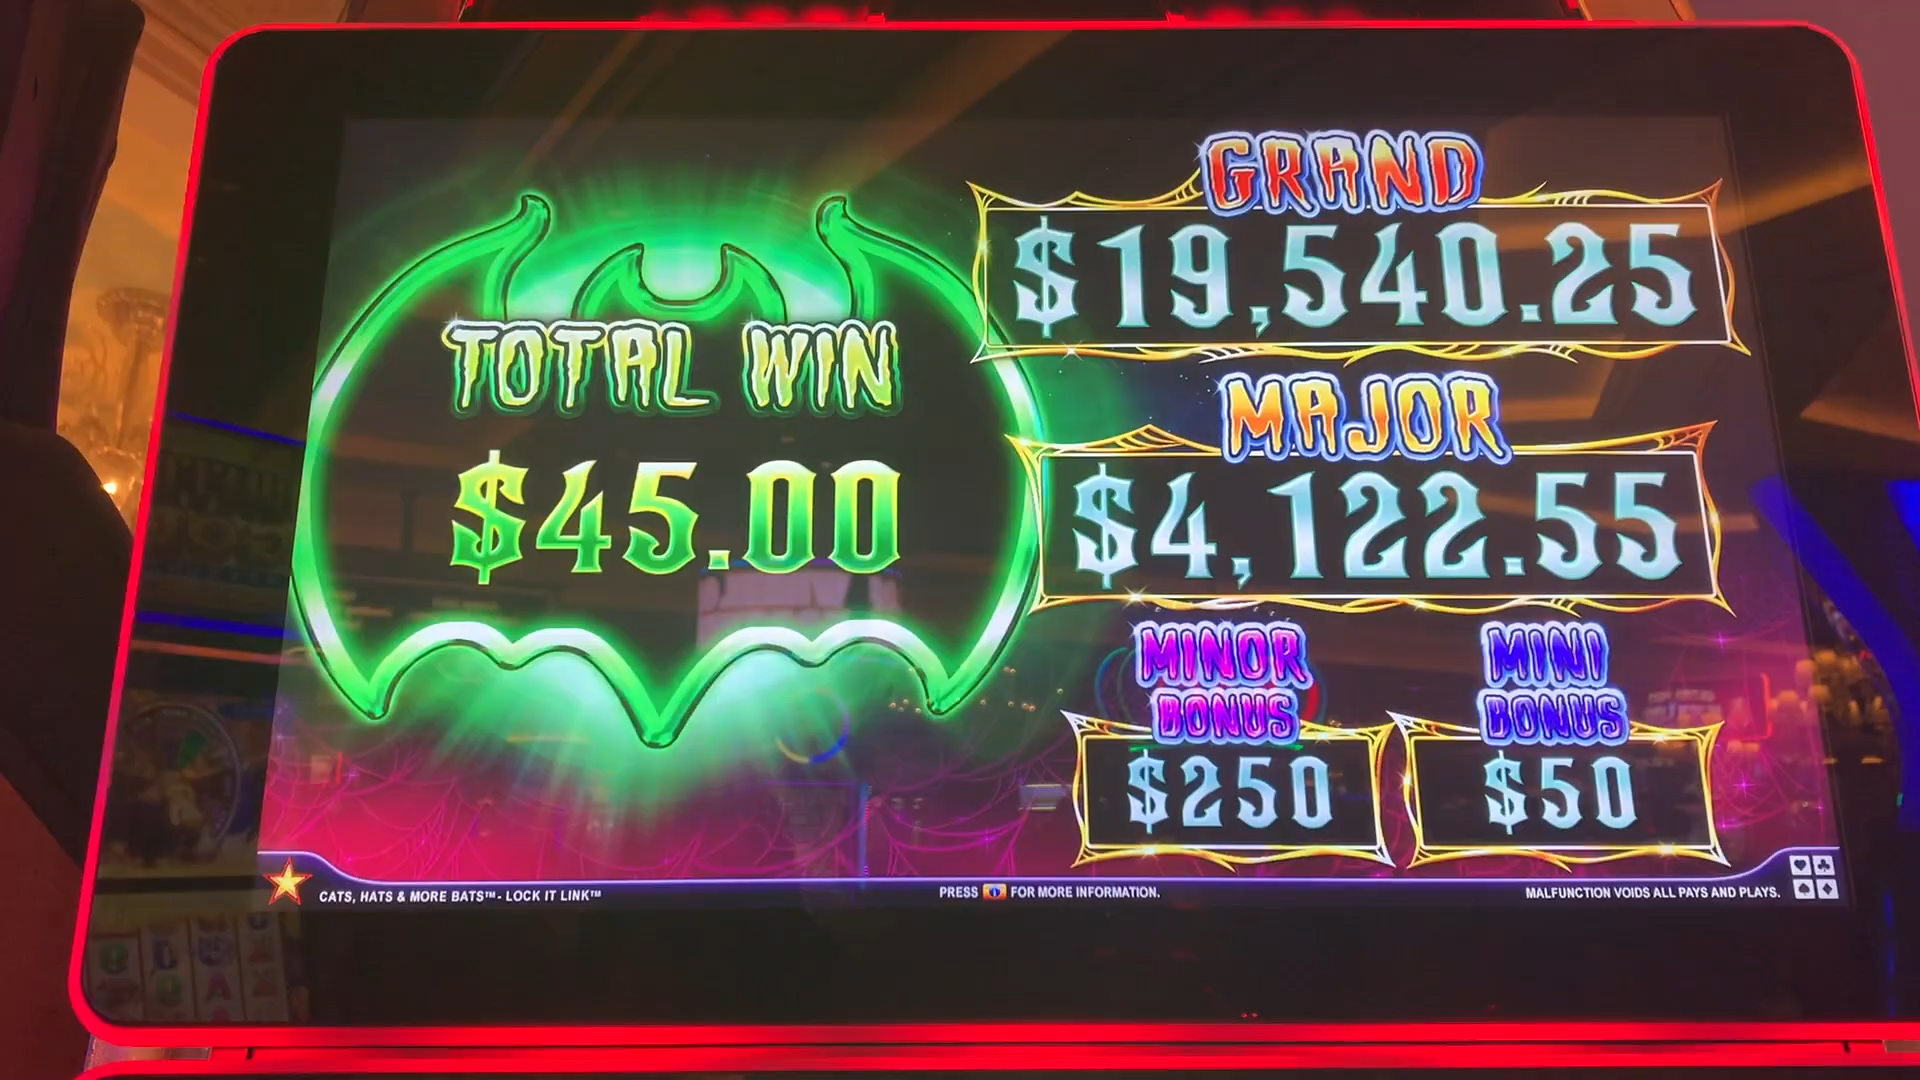 GRAND
$19,540.25
TOTAL WIN
$45.00
MAJOR
$4,122.55
MINOR
BONUS
$250
MINI
BONUS
$50
CATS, HATS & MORE BATS™ - LOCK IT LINK™
PRESS FOR MORE INFORMATION.
MALFUNCTION VOIDS ALL PAYS AND PLAYS.